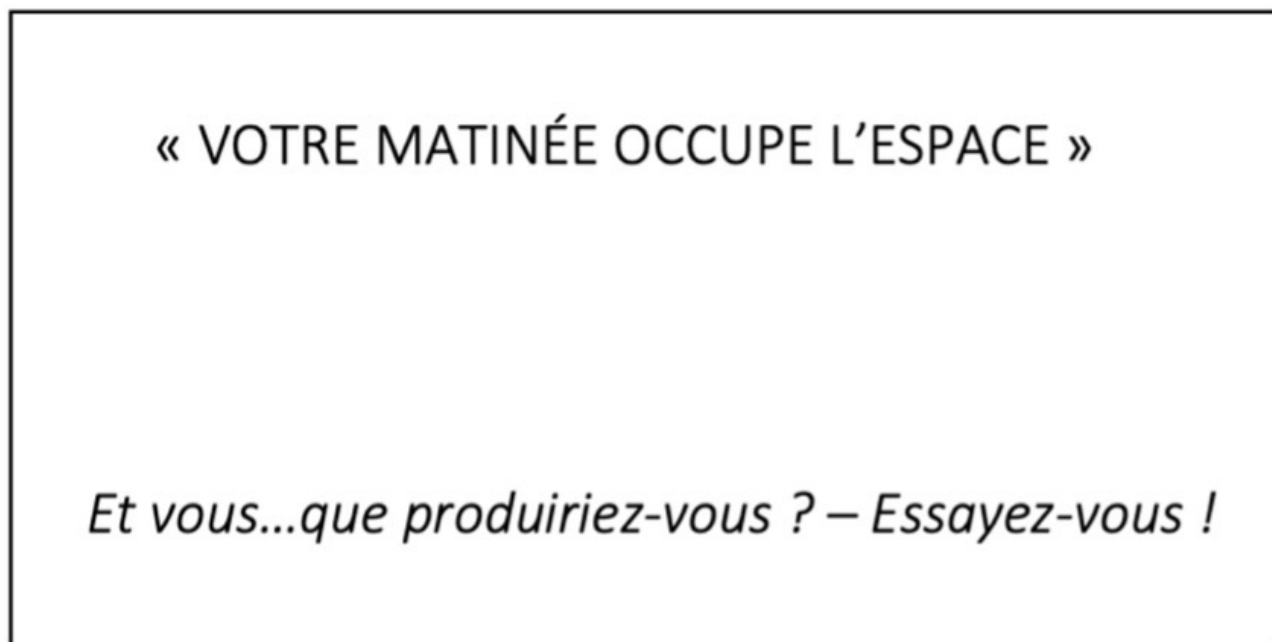 « VOTRE MATINÉE OCCUPE L’ESPACE »
Et vous...que produiriez-vous ? – Essayez-vous !